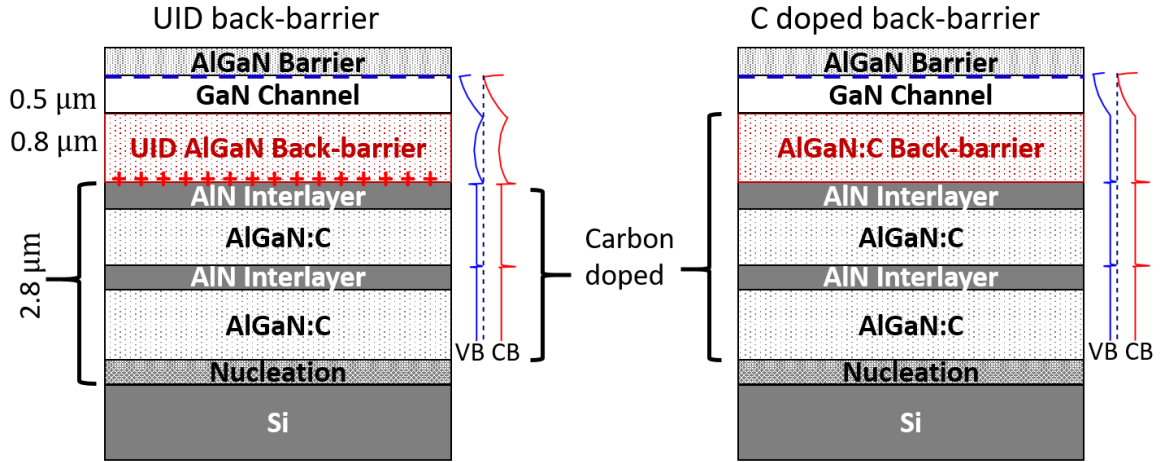 UID back-barrier
AlGaN Barrier
GaN Channel
0.5 μm
0.8 μm
UID AlGaN Back-barrier
+ + + + + + + + + + + + + + +
AlN Interlayer
AlGaN:C
AlN Interlayer
2.8 μm
AlGaN:C
VB CB
Nucleation
Si
Carbon
doped
C doped back-barrier
AlGaN Barrier
GaN Channel
AlGaN:C Back-barrier
AlN Interlayer
AlGaN:C
AlN Interlayer
AlGaN:C
VB CB
Nucleation
Si